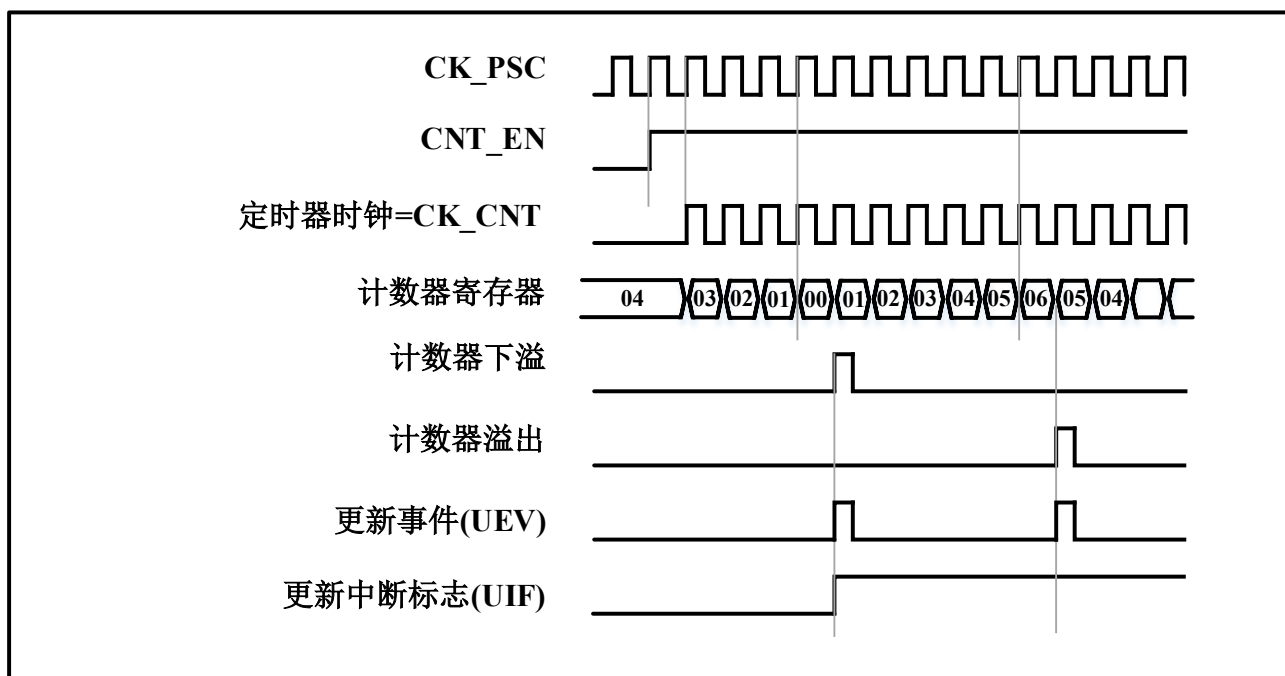 CK_PSC
CNT_EN
定时器时钟=CK_CNT
计数器寄存器 04 03 02 01 00 01 02 03 04 05 06 05 04
计数器下溢
计数器溢出
更新事件(UEV)
更新中断标志(UIF)